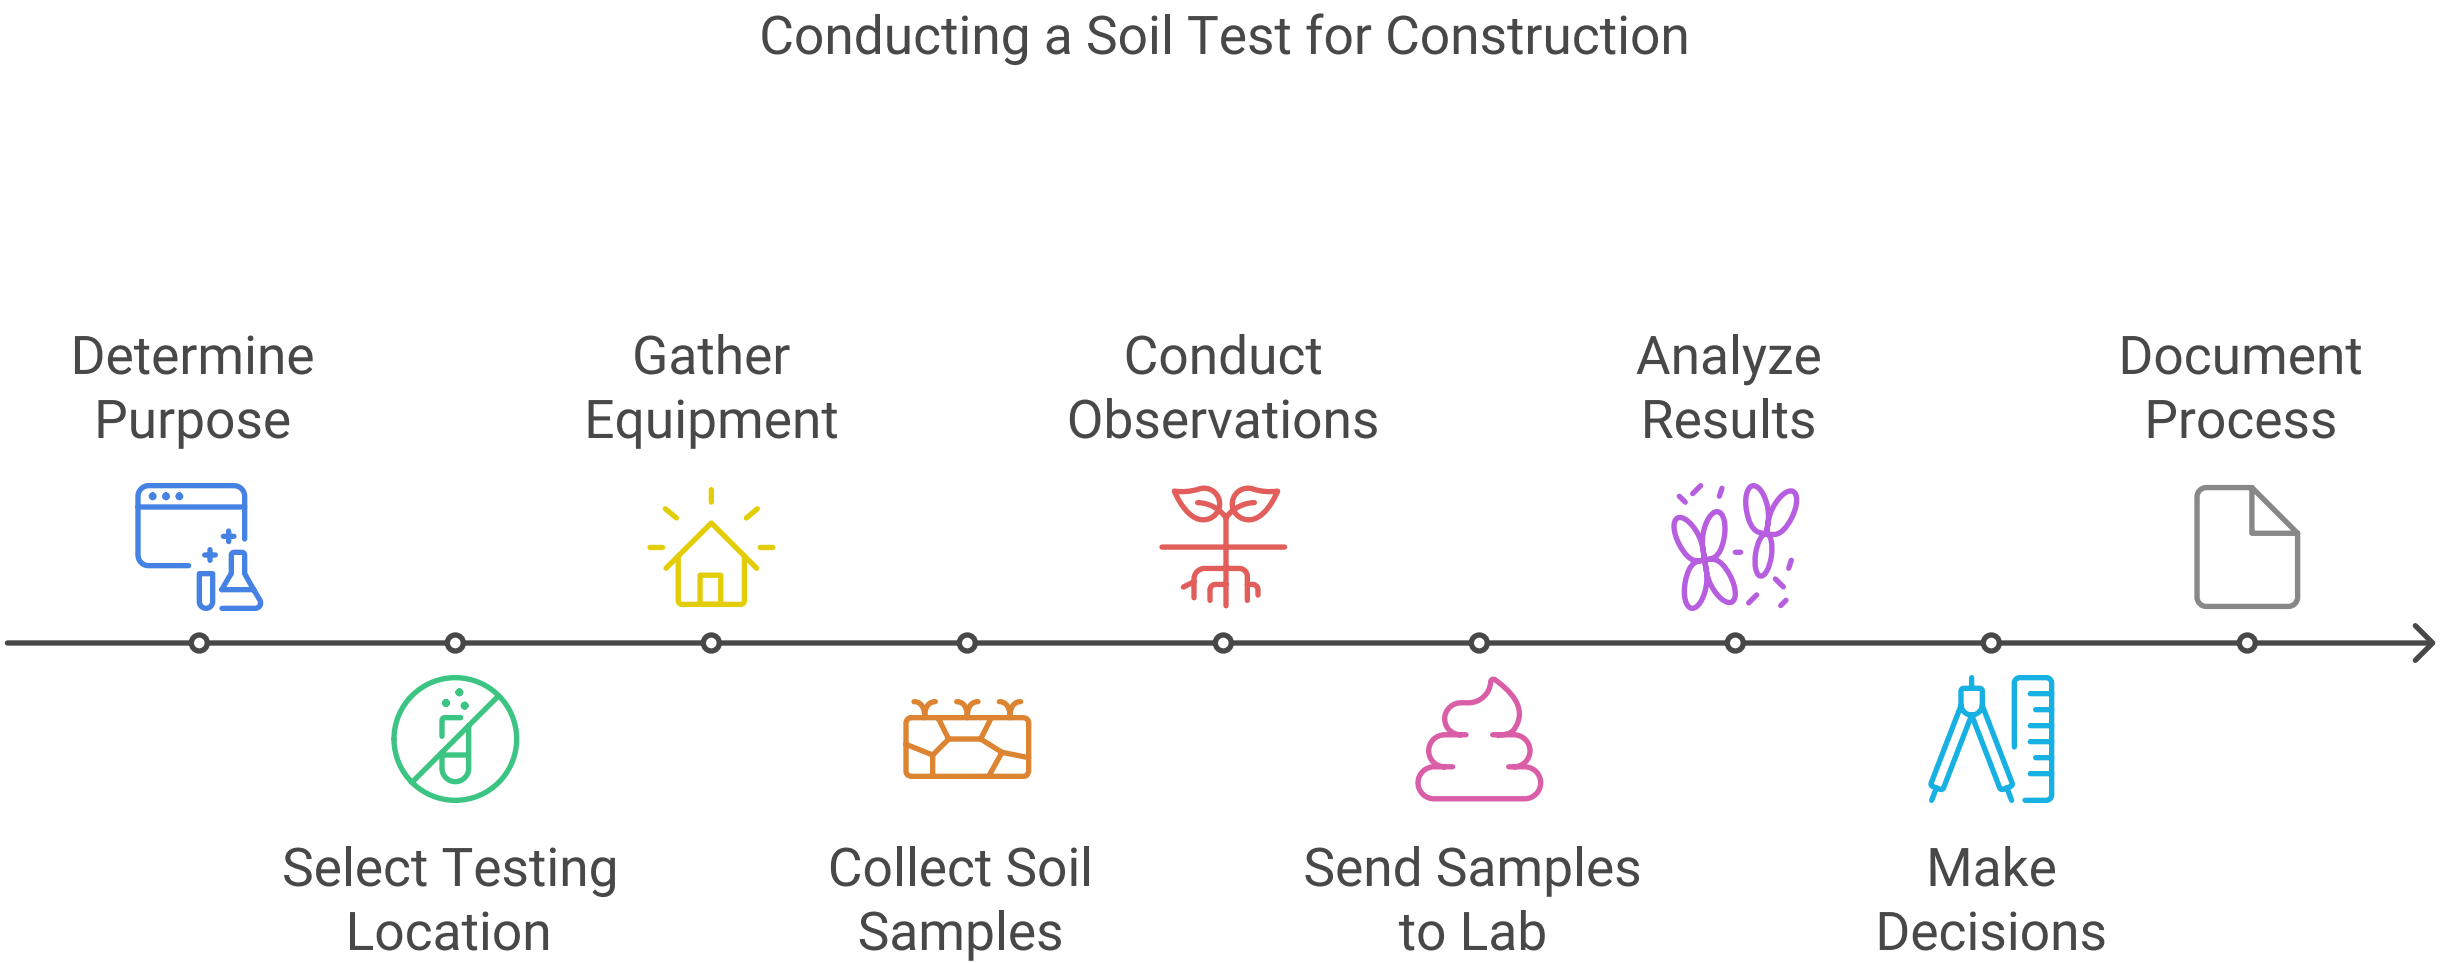 Conducting a Soil Test for Construction
Determine
Purpose
Select Testing
Location
Gather
Equipment
Collect Soil
Samples
Conduct
Observations
Send Samples
to Lab
Analyze
Results
Make
Decisions
Document
Process